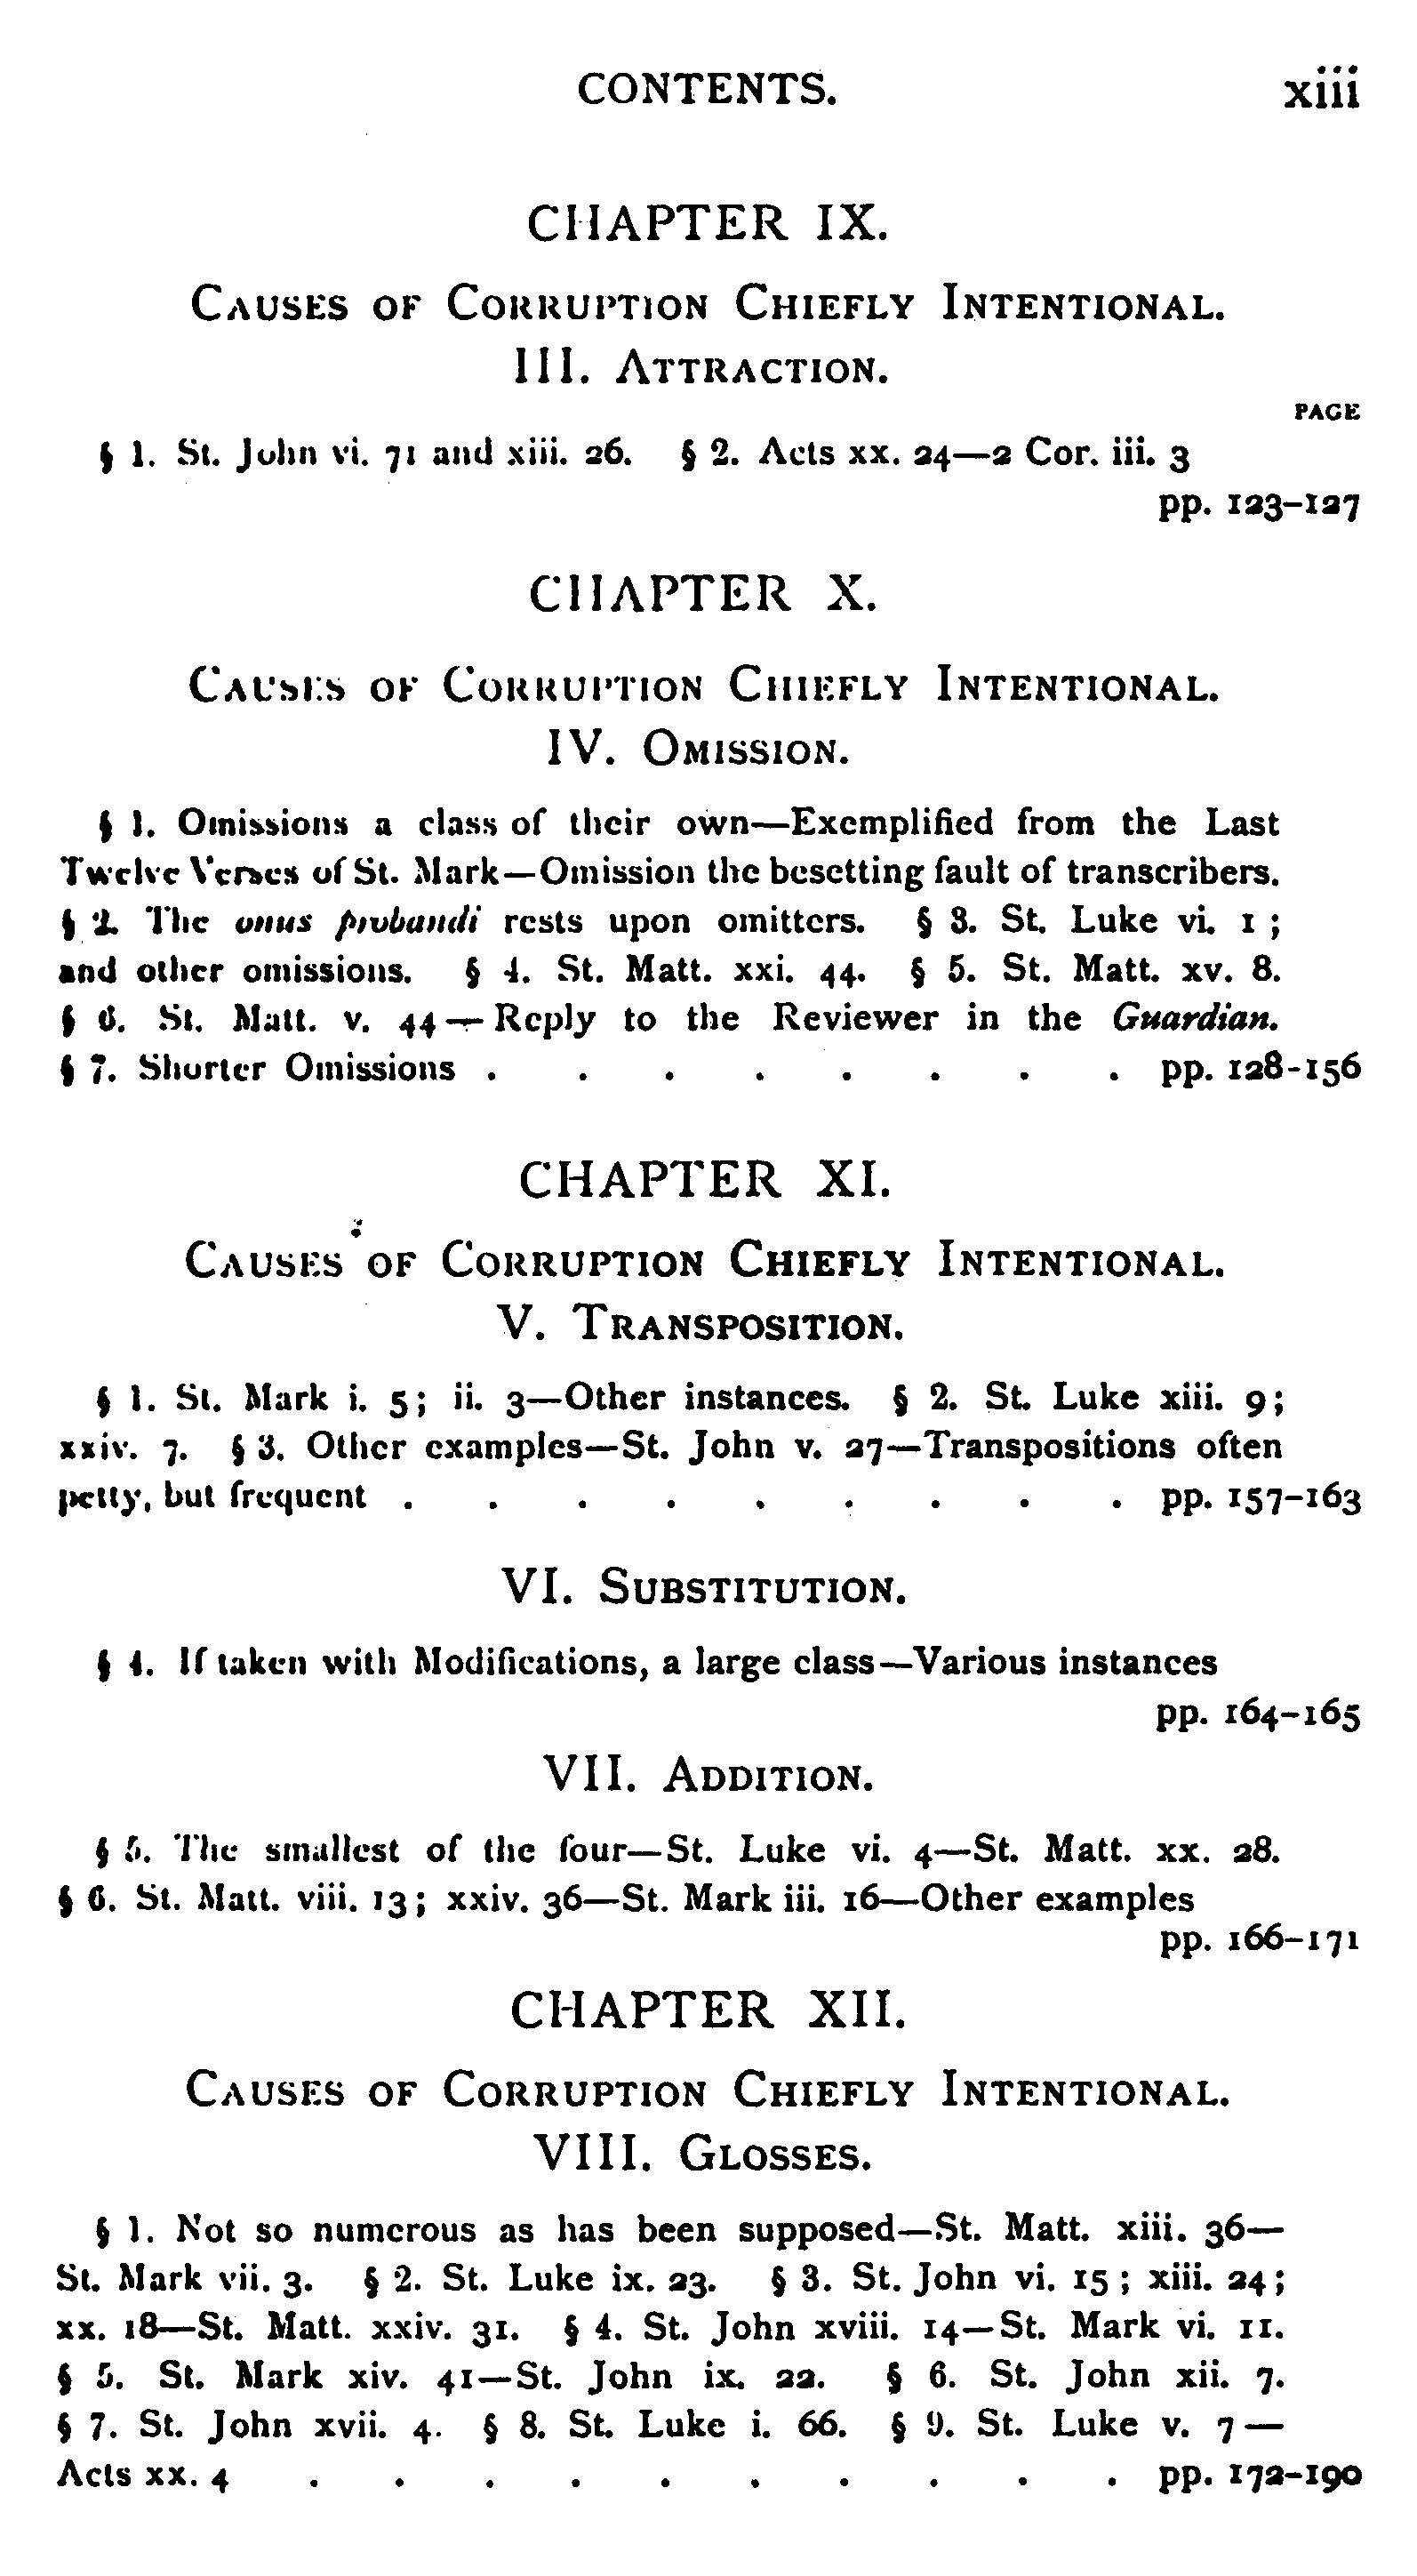 CONTENTS. xiii
CHAPTER IX.
CAUSES OF CORRUPTION CHIEFLY INTENTIONAL.
III. ATTRACTION.
PAGE
§ 1. St. John vi. 71 and xiii. 26. § 2. Acts xx. 24—2 Cor. iii. 3
pp. 123-127
CHAPTER X.
CAUSES OF CORRUPTION CHIEFLY INTENTIONAL.
IV. OMISSION.
§ 1. Omissions a class of their own—Exemplified from the Last
Twelve Verses of St. Mark—Omission the besetting fault of transcribers.
§ 2. The onus probandi rests upon omitters. § 3. St. Luke vi. 1 ;
and other omissions. § 4. St. Matt. xxi. 44. § 5. St. Matt. xv. 8.
§ 6. St. Matt. v. 44—Reply to the Reviewer in the Guardian.
§ 7. Shorter Omissions . . . . . . . . pp. 128-156
CHAPTER XI.
CAUSES OF CORRUPTION CHIEFLY INTENTIONAL.
V. TRANSPOSITION.
§ 1. St. Mark i. 5; ii. 3—Other instances. § 2. St. Luke xiii. 9;
xxiv. 7. § 3. Other examples—St. John v. 27—Transpositions often
petty, but frequent . . . . . . . . . pp. 157-163
VI. SUBSTITUTION.
§ 4. If taken with Modifications, a large class—Various instances
pp. 164-165
VII. ADDITION.
§ 5. The smallest of the four—St. Luke vi. 4—St. Matt. xx. 28.
§ 6. St. Matt. viii. 13; xxiv. 36—St. Mark iii. 16—Other examples
pp. 166-171
CHAPTER XII.
CAUSES OF CORRUPTION CHIEFLY INTENTIONAL.
VIII. GLOSSES.
§ 1. Not so numerous as has been supposed—St. Matt. xiii. 36—
St. Mark vii. 3. § 2. St. Luke ix. 23. § 3. St. John vi. 15 ; xiii. 24;
xx. 18—St. Matt. xxiv. 31. § 4. St. John xviii. 14—St. Mark vi. 11.
§ 5. St. Mark xiv. 41—St. John ix. 22. § 6. St. John xii. 7.
§ 7. St. John xvii. 4. § 8. St. Luke i. 66. § 9. St. Luke v. 7—
Acts xx. 4 . . . . . . . . . . pp. 172-190